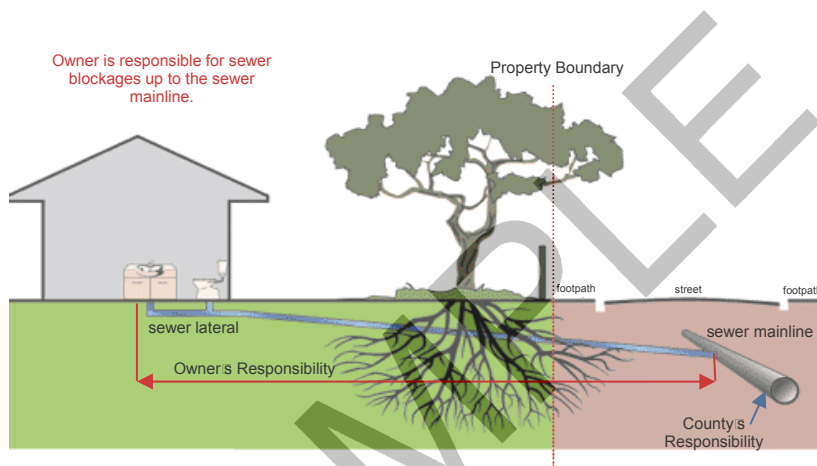 Owner is responsible for sewer
blockages up to the sewer
mainline.
Property Boundary
footpath
street
footpath
sewer lateral
sewer mainline
Owner's Responsibility
County's
Responsibility
SAMPLE